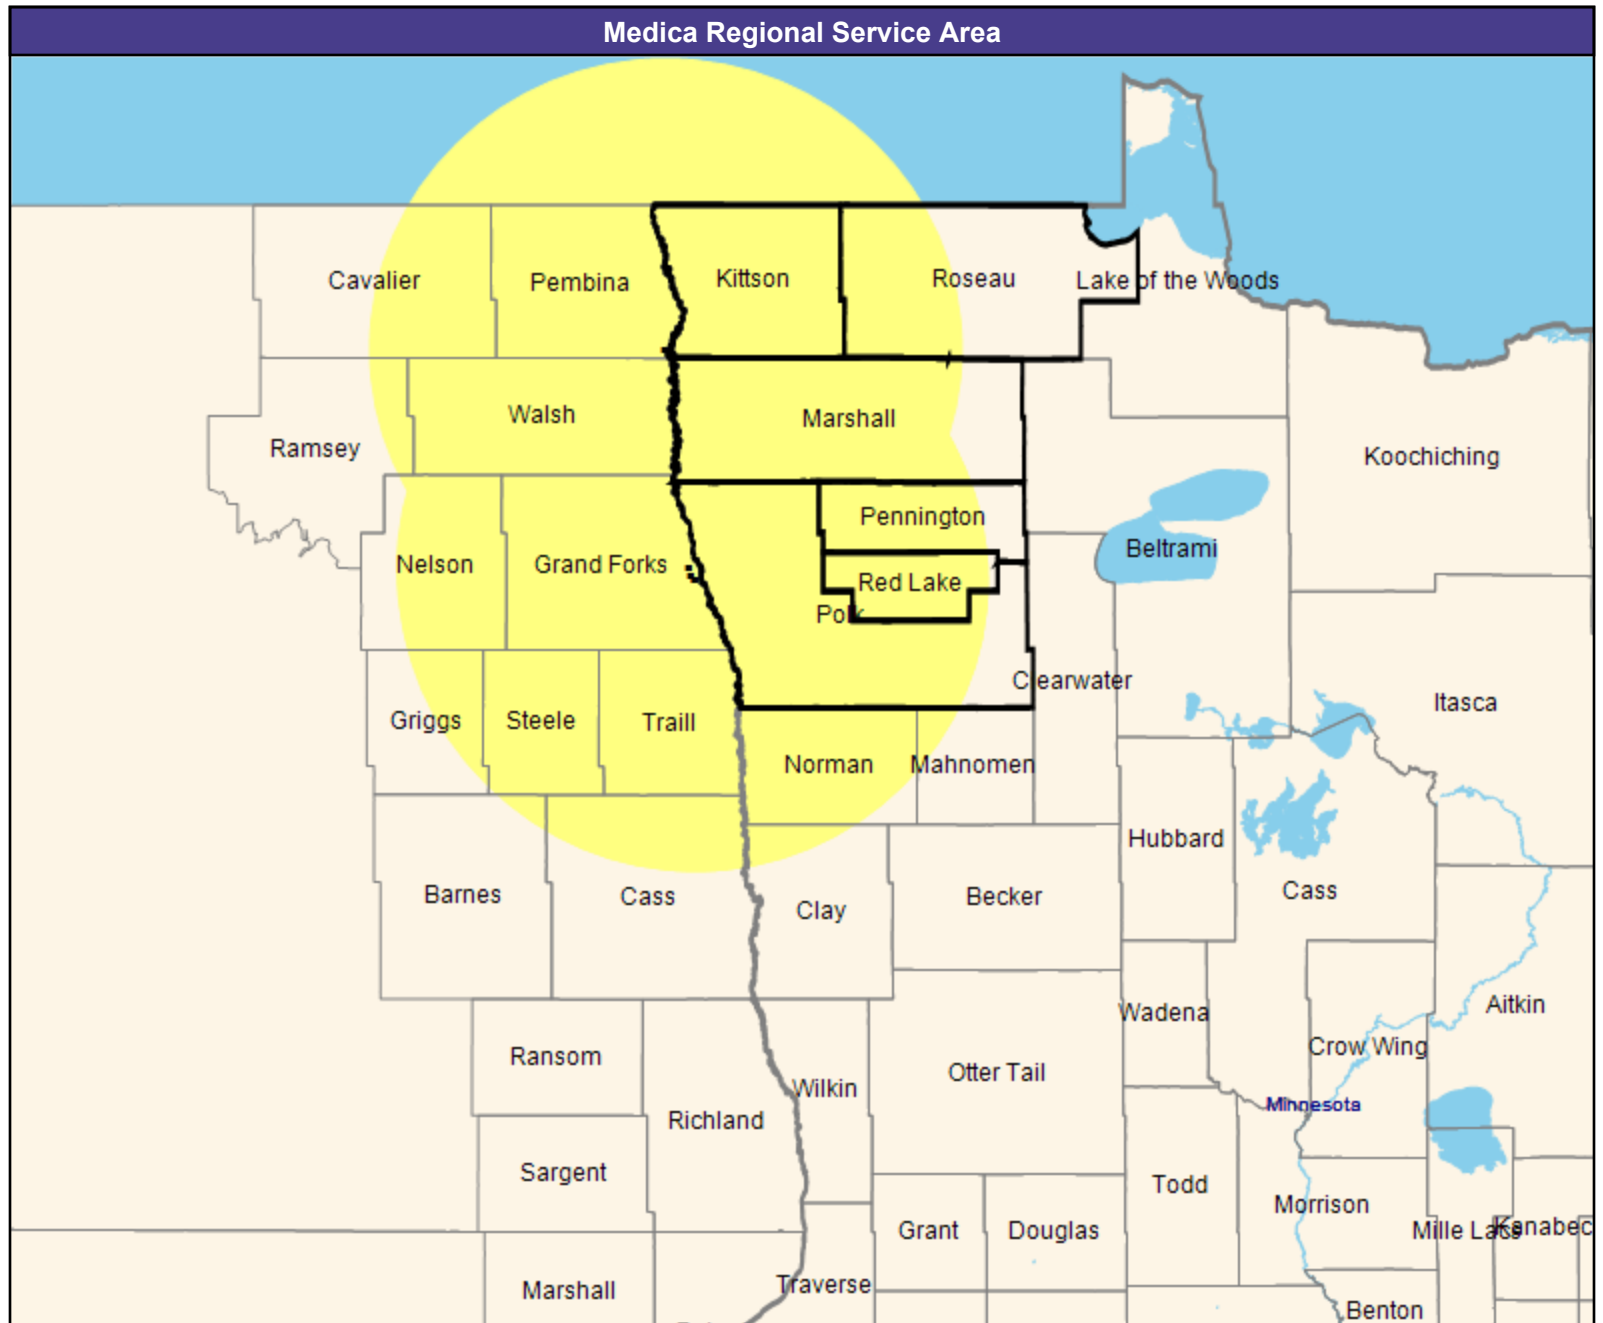 Medica Regional Service Area
Cavalier
Pembina
Kittson
Roseau
Lake of the Woods
Walsh
Marshall
Ramsey
Koochiching
Pennington
Nelson
Grand Forks
Beltrami
Red Lake
Polk
Clearwater
Griggs
Steele
Traill
Itasca
Norman
Mahnomen
Hubbard
Barnes
Cass
Clay
Becker
Cass
Wadena
Aitkin
Ransom
Otter Tail
Crow Wing
Wilkin
Minnesota
Richland
Sargent
Todd
Morrison
Grant
Douglas
Mille Lacs
Kanabec
Marshall
Traverse
Benton